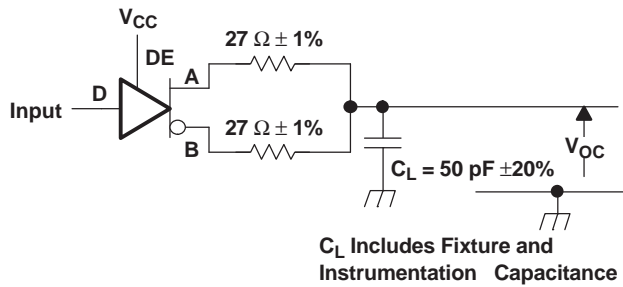 VCC
DE
27 Ω ± 1%
A
Input
D
27 Ω ± 1%
B
CL = 50 pF ±20%
VOC
CL Includes Fixture and
Instrumentation Capacitance